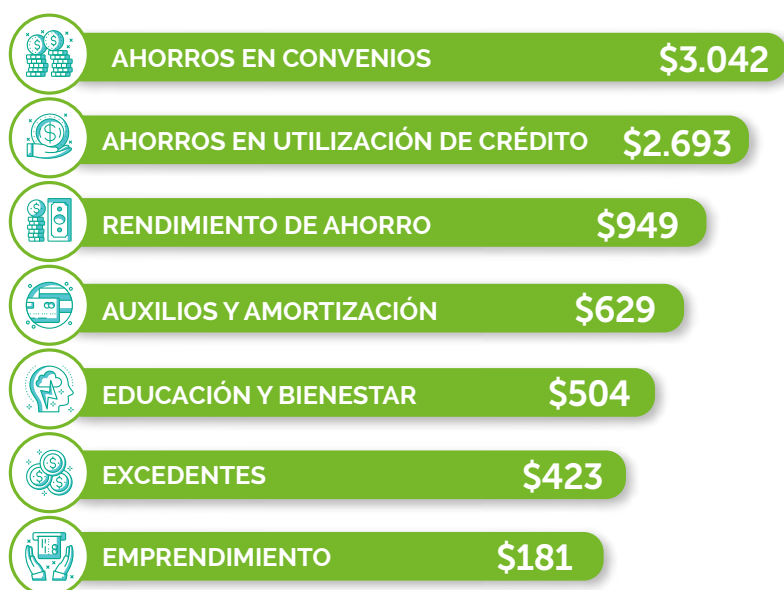 AHORROS EN CONVENIOS $3.042
AHORROS EN UTILIZACIÓN DE CRÉDITO $2.693
RENDIMIENTO DE AHORRO $949
AUXILIOS Y AMORTIZACIÓN $629
EDUCACIÓN Y BIENESTAR $504
EXCEDENTES $423
EMPRENDIMIENTO $181